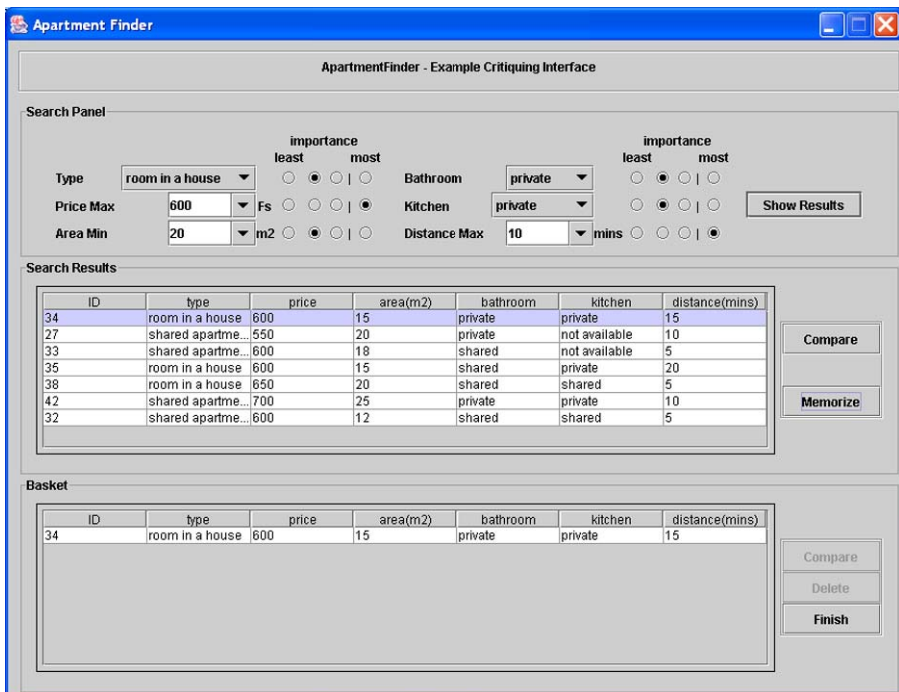 Apartment Finder
ApartmentFinder - Example Critiquing Interface
Search Panel
importance importance
least most least most
Type room in a house Bathroom private
Price Max 600 Fs Kitchen private Show Results
Area Min 20 m2 Distance Max 10 mins
Search Results
ID type price area(m2) bathroom kitchen distance(mins)
34 room in a house 600 15 private private 15
27 shared apartme... 550 20 private not available 10
33 shared apartme... 600 18 shared not available 5
35 room in a house 600 15 shared private 20
38 room in a house 650 20 shared shared 5
42 shared apartme... 700 25 private private 10
32 shared apartme... 600 12 shared shared 5
Compare
Memorize
Basket
ID type price area(m2) bathroom kitchen distance(mins)
34 room in a house 600 15 private private 15
Compare
Delete
Finish